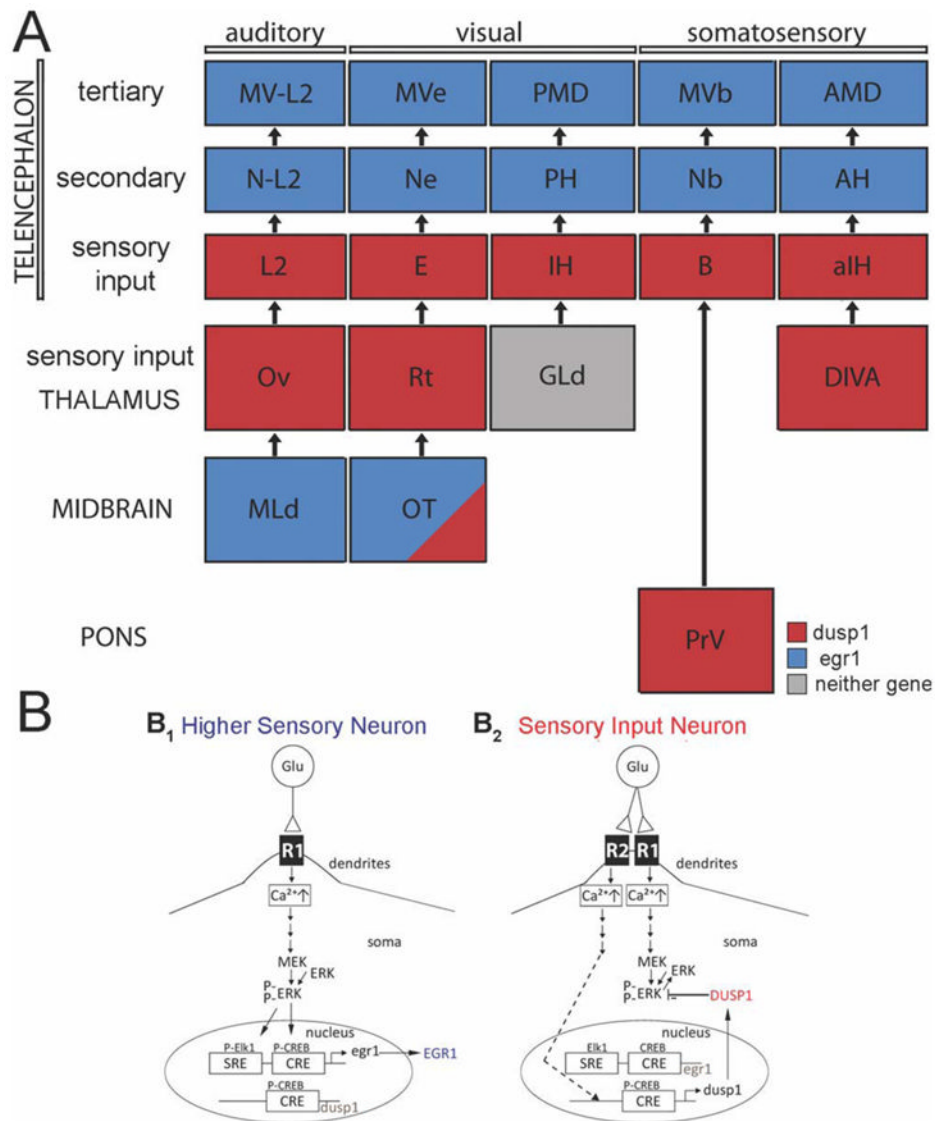 A
auditory visual somatosensory
TELENCEPHALON
tertiary MV-L2 MVe PMD MVb AMD
secondary N-L2 Ne PH Nb AH
sensory
input L2 E IH B aIH
sensory input
THALAMUS Ov Rt GLd DIVA
MIDBRAIN MLd OT
PONS PrV
dusp1
egr1
neither gene
B
B1 Higher Sensory Neuron B2 Sensory Input Neuron
Glu Glu
R1 R2 R1
dendrites dendrites
Ca2+↑ Ca2+↑ Ca2+↑
soma soma
MEK MEK
ERK ERK
P- P-
P-ERK P-ERK DUSP1
nucleus nucleus
P-Elk1 P-CREB egr1 EGR1 Elk1 CREB
SRE CRE SRE CRE egr1
P-CREB P-CREB dusp1
CRE dusp1 CRE